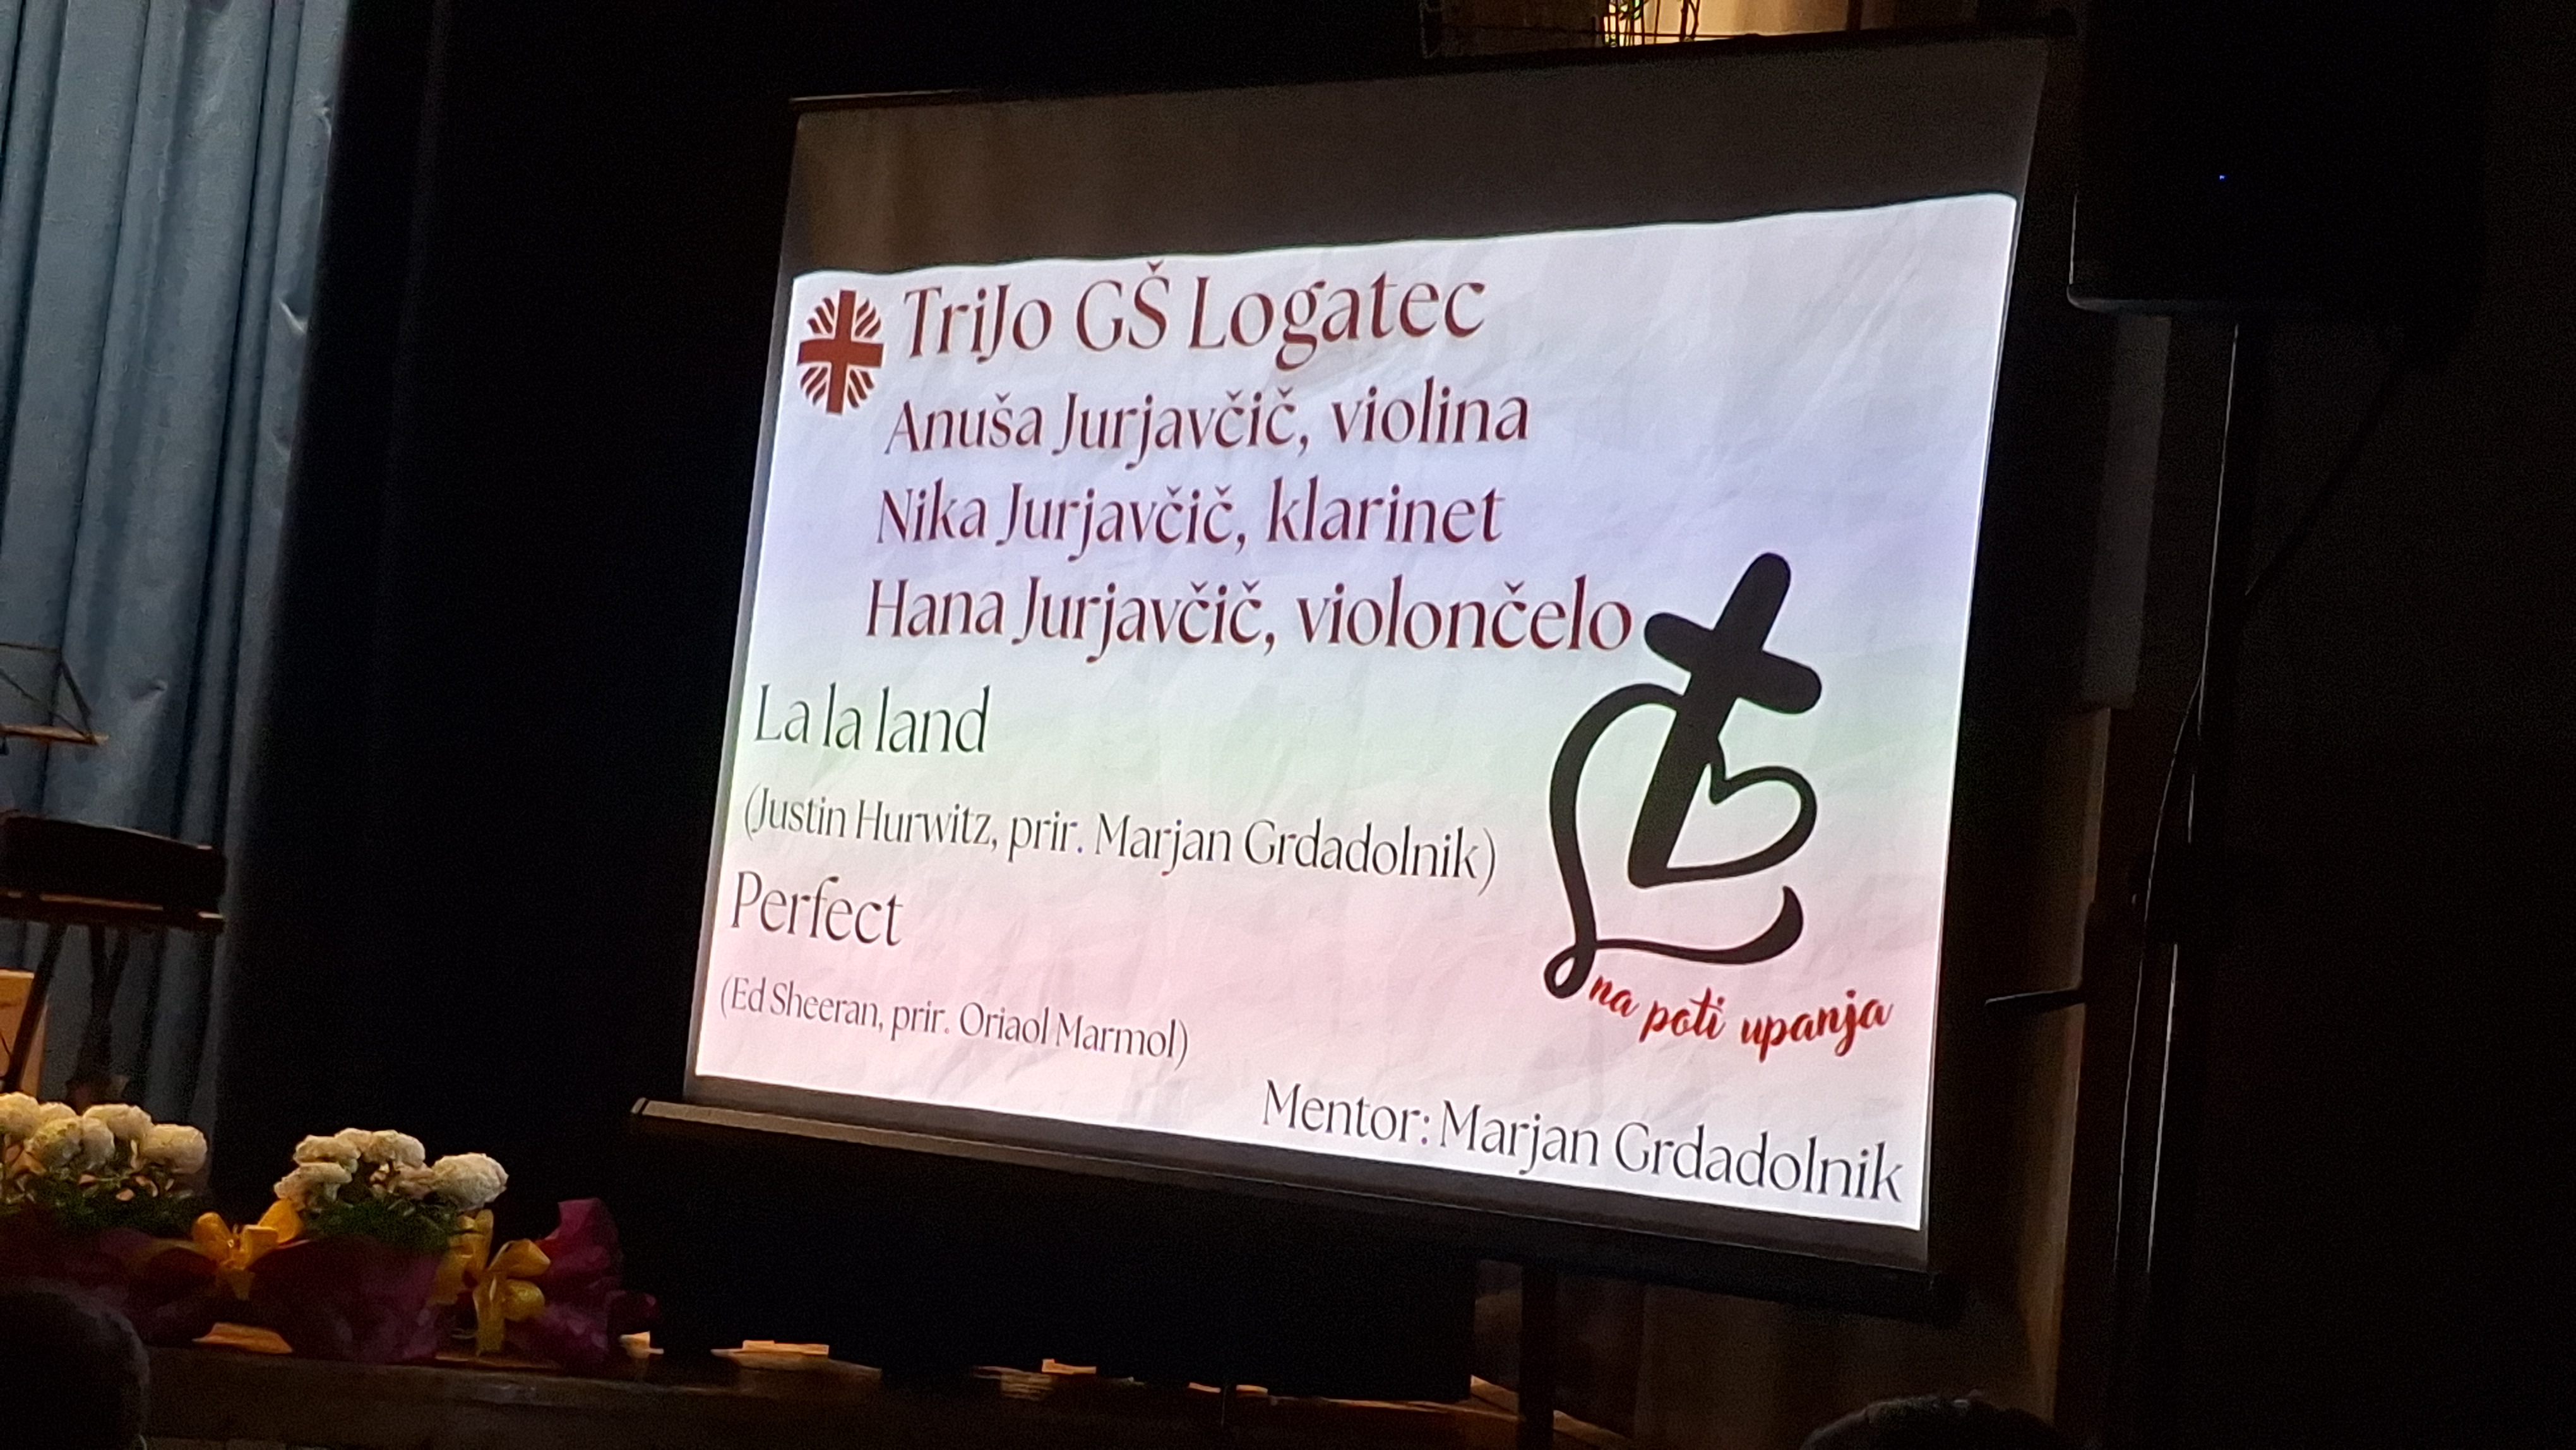 TriJo GŠ Logatec
Anuša Jurjavčič, violina
Nika Jurjavčič, klarinet
Hana Jurjavčič, violončelo
La la land
(Justin Hurwitz, prir. Marjan Grdadolnik)
Perfect
(Ed Sheeran, prir. Oriaol Marmol)
na poti upanja
Mentor: Marjan Grdadolnik